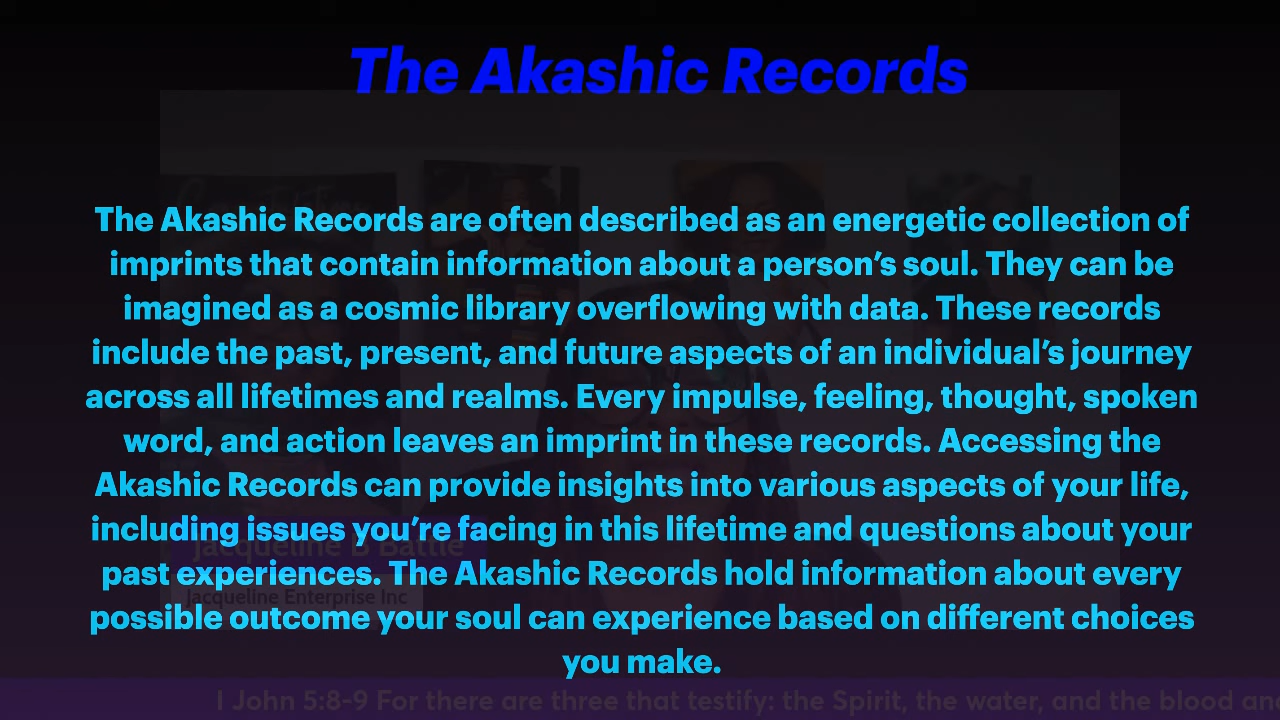 The Akashic Records
The Akashic Records are often described as an energetic collection of
imprints that contain information about a person's soul. They can be
imagined as a cosmic library overflowing with data. These records
include the past, present, and future aspects of an individual's journey
across all lifetimes and realms. Every impulse, feeling, thought, spoken
word, and action leaves an imprint in these records. Accessing the
Akashic Records can provide insights into various aspects of your life,
including issues you're facing in this lifetime and questions about your
Jacqueline B Battle
past experiences. The Akashic Records hold information about every
Jacqueline Enterprise Inc
possible outcome your soul can experience based on different choices
you make.
I John 5:8-9 For there are three that testify: the Spirit, the water, and the blood an